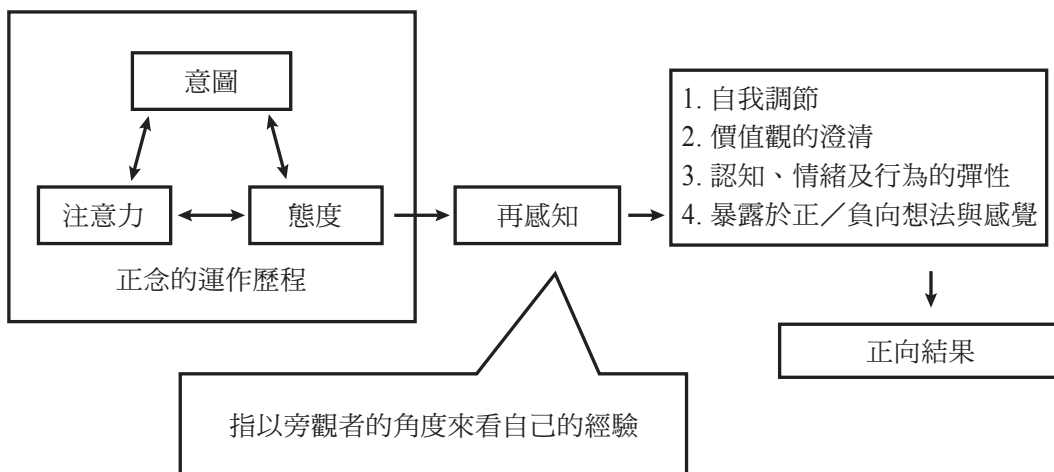 意圖
注意力
態度
正念的運作歷程
再感知
1. 自我調節
2. 價值觀的澄清
3. 認知、情緒及行為的彈性
4. 暴露於正／負向想法與感覺
正向結果
指以旁觀者的角度來看自己的經驗